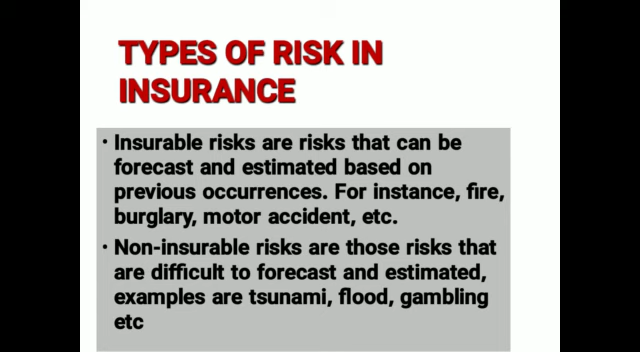 TYPES OF RISK IN
INSURANCE
• Insurable risks are risks that can be
forecast and estimated based on
previous occurrences. For instance, fire,
burglary, motor accident, etc.
• Non-insurable risks are those risks that
are difficult to forecast and estimated,
examples are tsunami, flood, gambling
etc